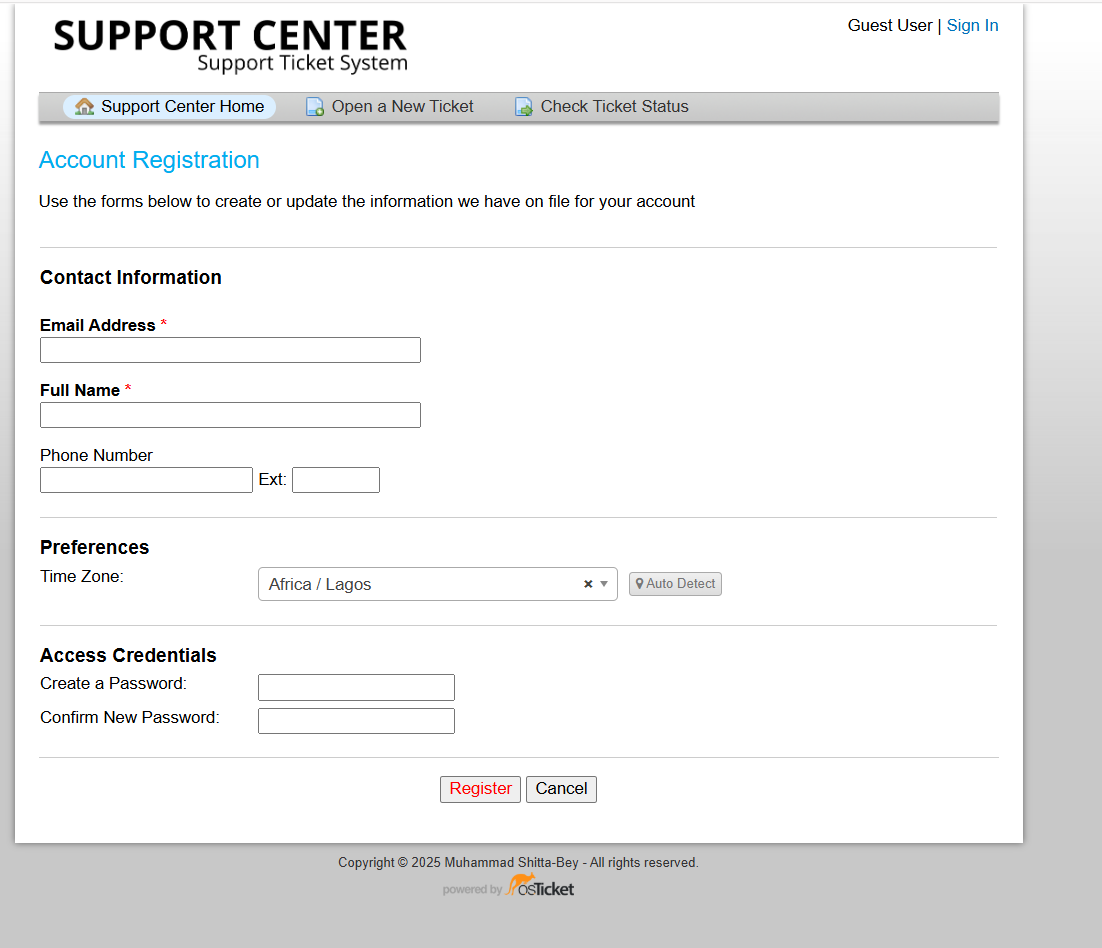 SUPPORT CENTER
Support Ticket System
Guest User | Sign In
Support Center Home
Open a New Ticket
Check Ticket Status
Account Registration
Use the forms below to create or update the information we have on file for your account
Contact Information
Email Address *
Full Name *
Phone Number
Ext:
Preferences
Time Zone:
Africa / Lagos
Auto Detect
Access Credentials
Create a Password:
Confirm New Password:
Register
Cancel
Copyright © 2025 Muhammad Shitta-Bey - All rights reserved.
powered by osTicket